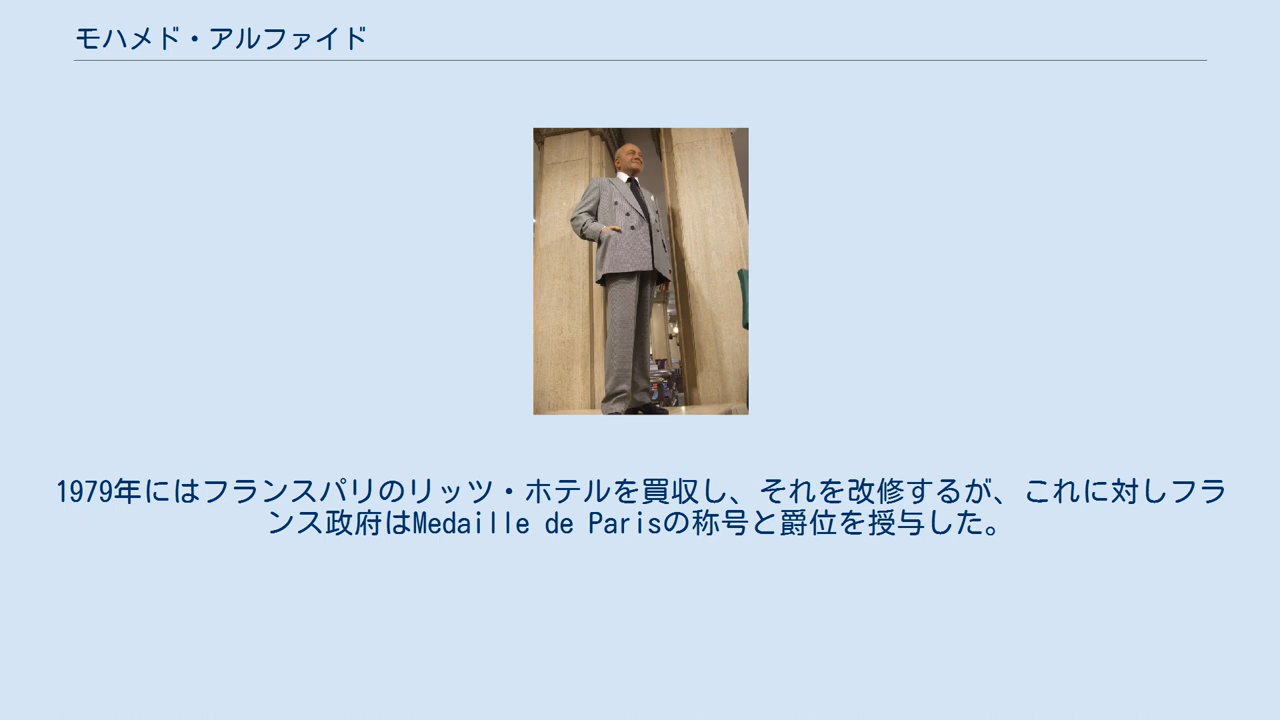 モハメド・アルファイド
1979年にはフランスパリのリッツ・ホテルを買収し、それを改修するが、これに対しフラ
ンス政府はMedaille de Parisの称号と爵位を授与した。